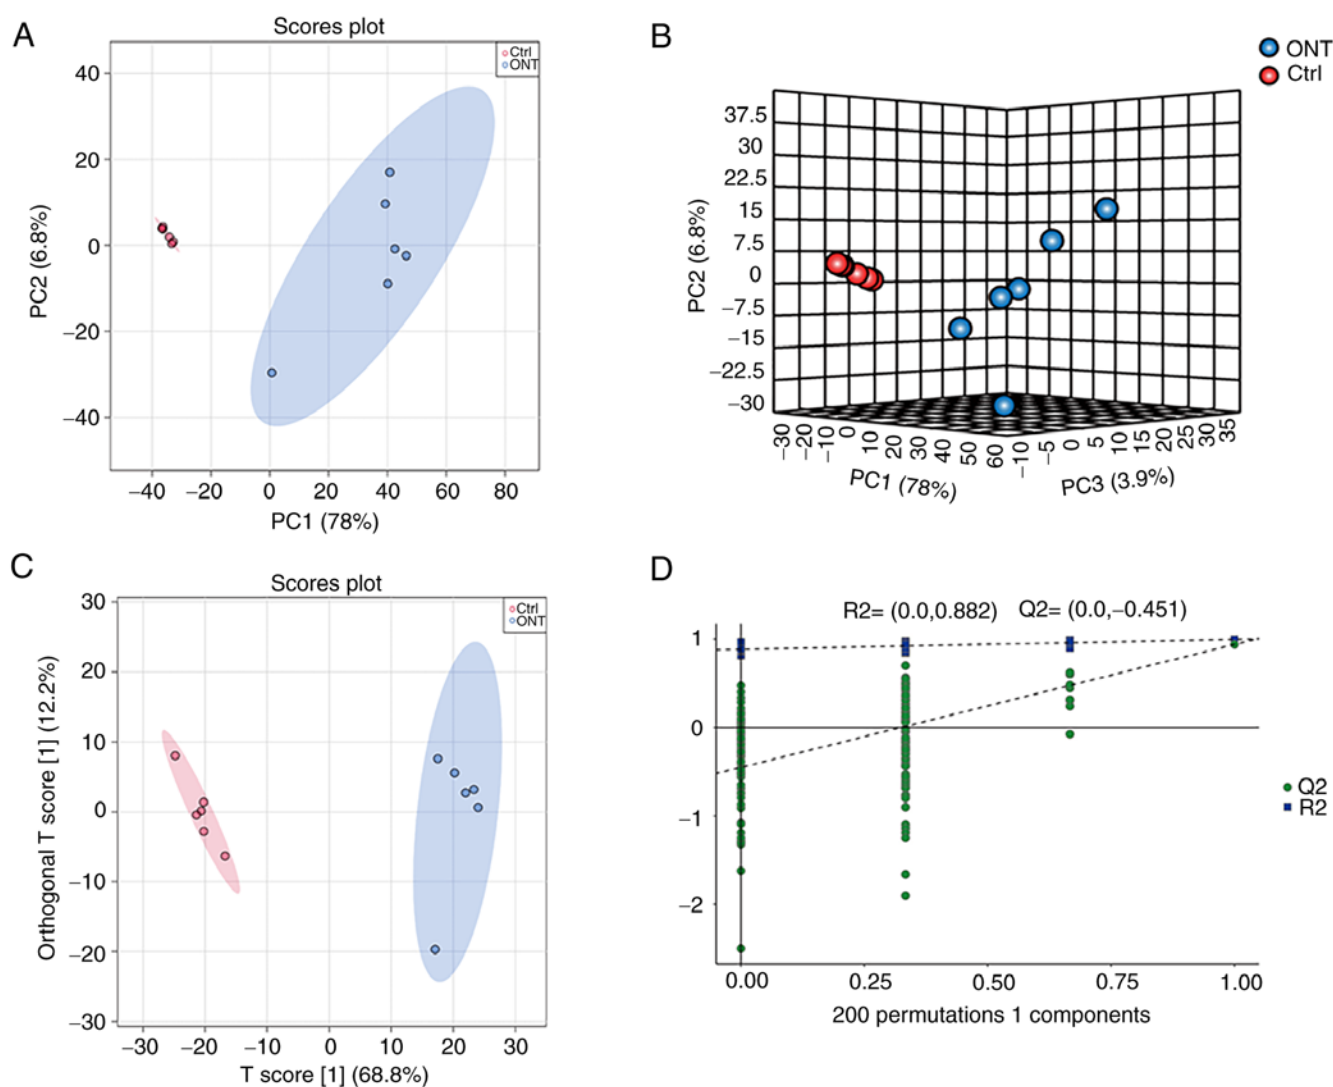 A
Scores plot
Ctrl
ONT
40
20
0
−20
−40
PC2 (6.8%)
−40 −20 0 20 40 60 80
PC1 (78%)
B
ONT
Ctrl
37.5
30
22.5
15
7.5
0
−7.5
−15
−22.5
−30
PC2 (6.8%)
−30 −20 −10 0 10 20 30 40 50 60
PC1 (78%)
−10 −5 0 5 10 15 20 25 30 35
PC3 (3.9%)
C
Scores plot
Ctrl
ONT
30
20
10
0
−10
−20
−30
Orthogonal T score [1] (12.2%)
−30 −20 −10 0 10 20 30
T score [1] (68.8%)
D
R2= (0.0,0.882) Q2= (0.0,−0.451)
1
0
−1
−2
Q2
R2
0.00 0.25 0.50 0.75 1.00
200 permutations 1 components